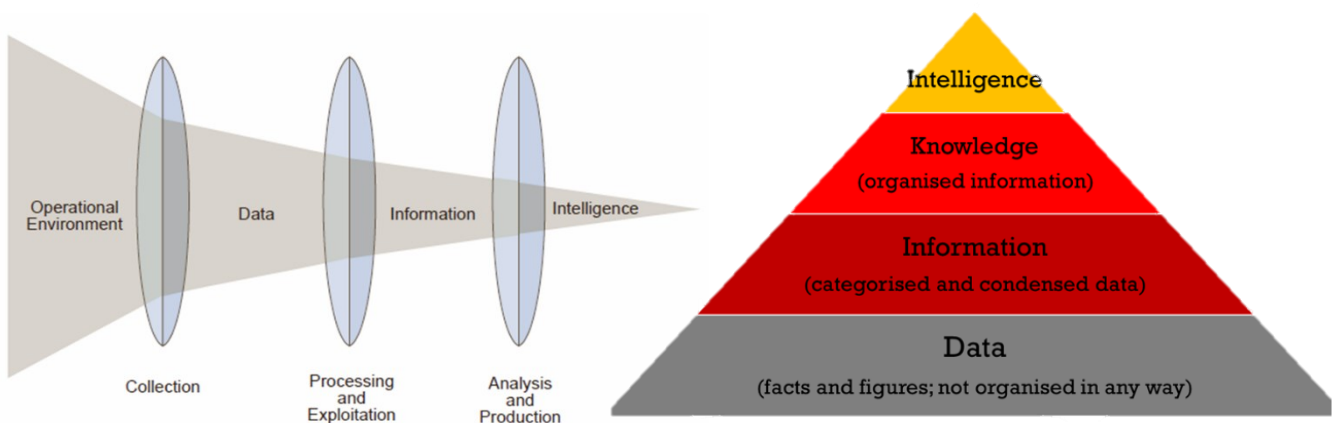 Operational
Environment
Data
Information
Intelligence
Collection
Processing
and
Exploitation
Analysis
and
Production
Intelligence
Knowledge
(organised information)
Information
(categorised and condensed data)
Data
(facts and figures; not organised in any way)